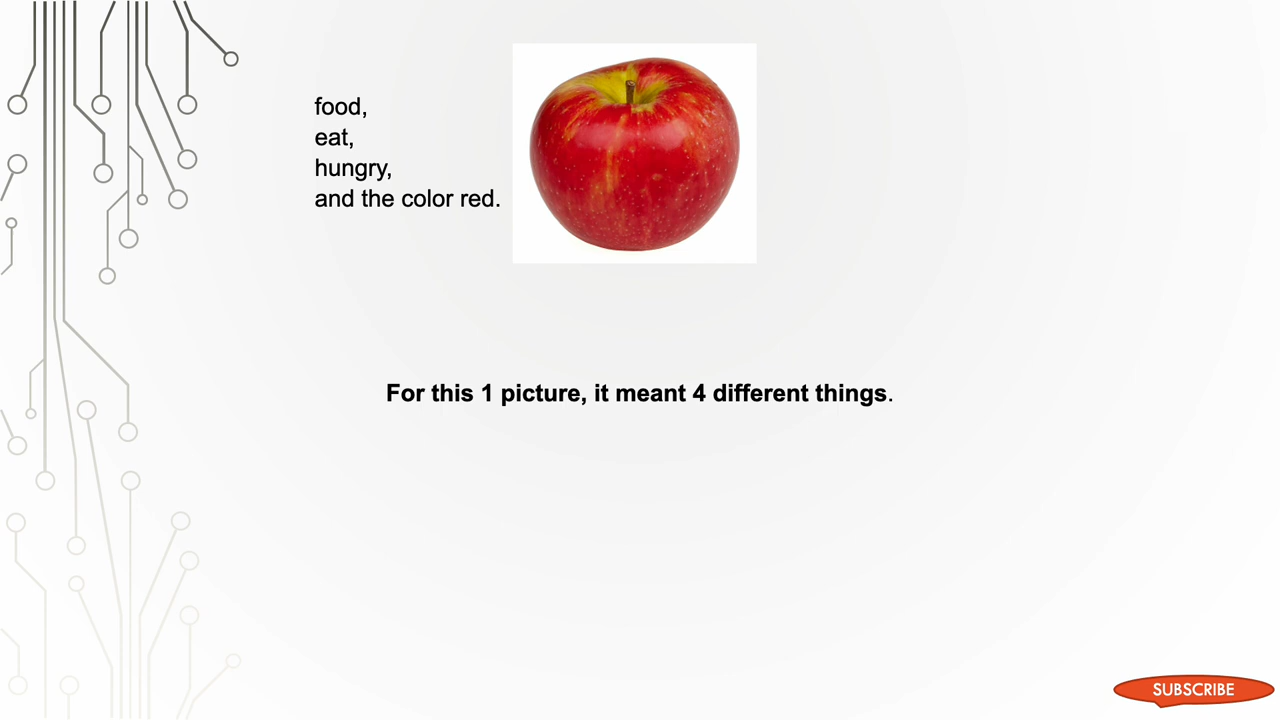 food,
eat,
hungry,
and the color red.
For this 1 picture, it meant 4 different things.
SUBSCRIBE